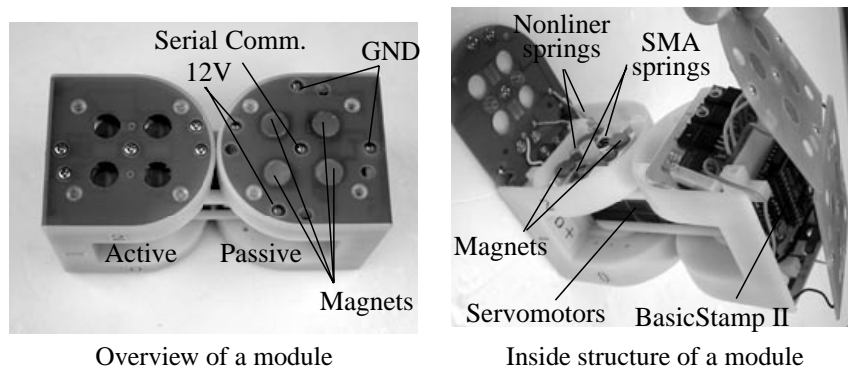 Serial Comm.
12V
GND
Active
Passive
Magnets
Overview of a module
Nonliner
springs
SMA
springs
Magnets
Servomotors
BasicStamp II
Inside structure of a module